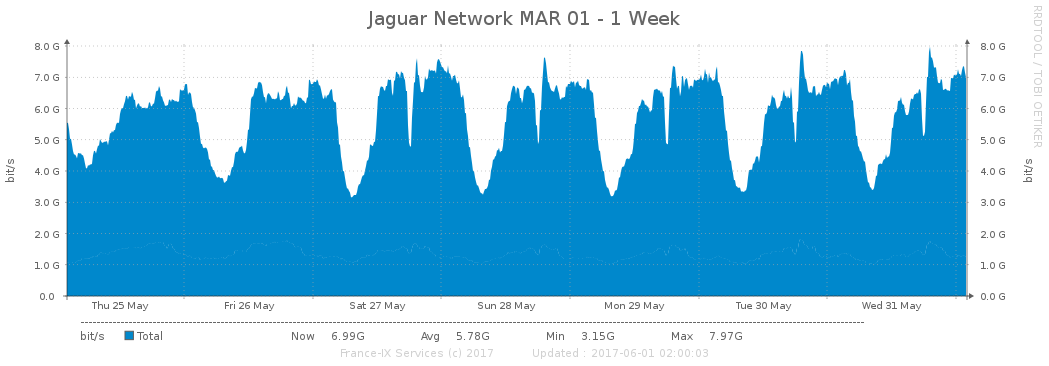 Jaguar Network MAR 01 - 1 Week
RRDTOOL / TOBI OETIKER
bit/s
8.0 G
7.0 G
6.0 G
5.0 G
4.0 G
3.0 G
2.0 G
1.0 G
0.0
8.0 G
7.0 G
6.0 G
5.0 G
4.0 G
3.0 G
2.0 G
1.0 G
0.0 G
bit/s
Thu 25 May Fri 26 May Sat 27 May Sun 28 May Mon 29 May Tue 30 May Wed 31 May
bit/s Total Now 6.99G Avg 5.78G Min 3.15G Max 7.97G
France-IX Services (c) 2017 Updated : 2017-06-01 02:00:03